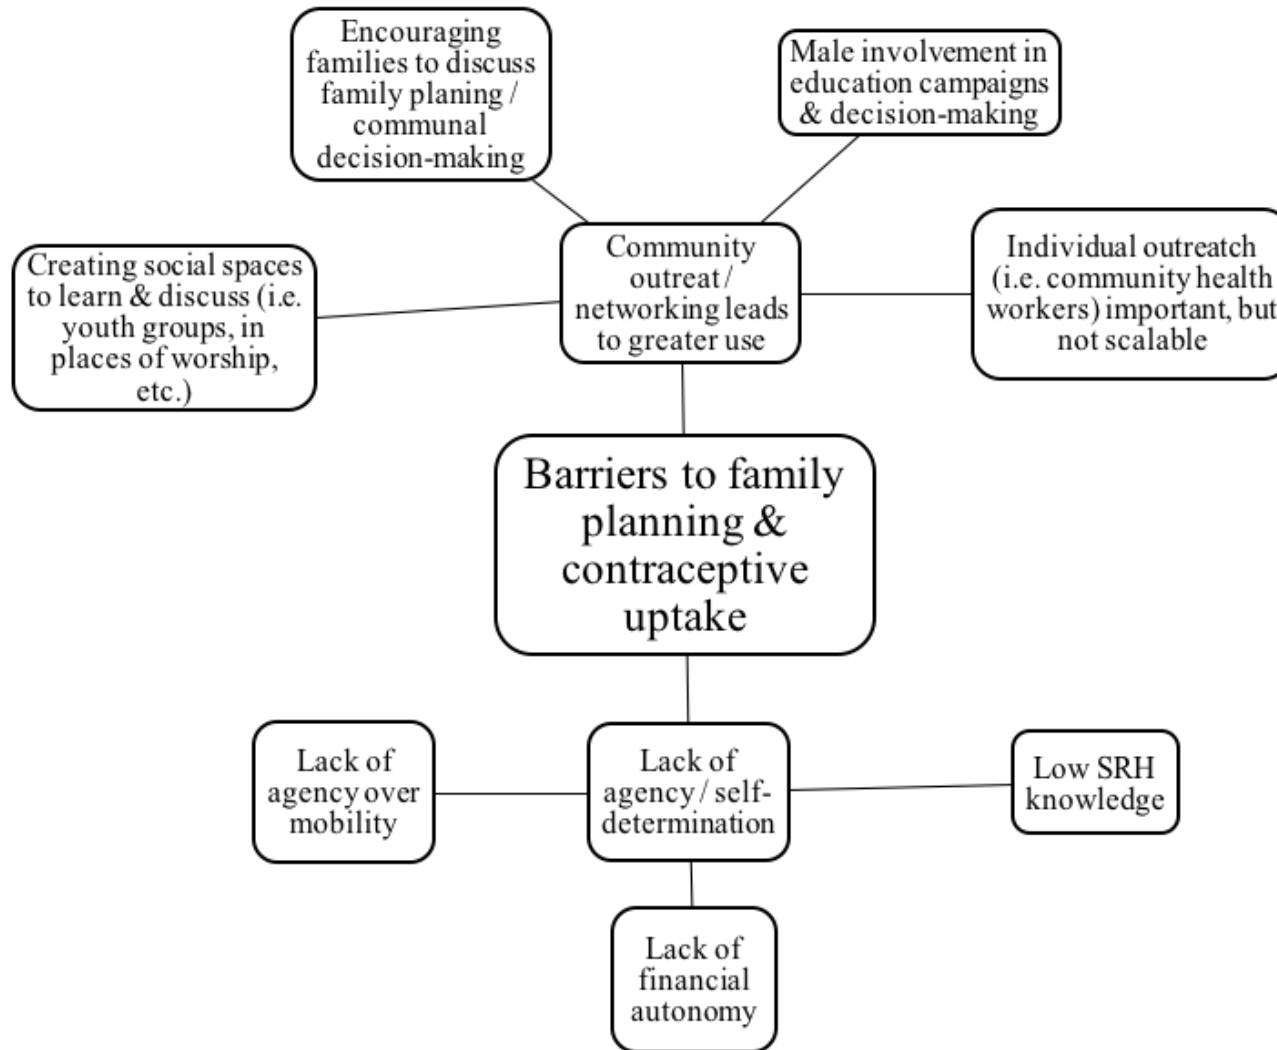 Encouraging
families to discuss
family planing /
communal
decision-making
Male involvement in
education campaigns
& decision-making
Creating social spaces
to learn & discuss (i.e.
youth groups, in
places of worship,
etc.)
Community
outreat /
networking leads
to greater use
Individual outreatch
(i.e. community health
workers) important, but
not scalable
Barriers to family
planning &
contraceptive
uptake
Lack of
agency over
mobility
Lack of
agency / self-
determination
Low SRH
knowledge
Lack of
financial
autonomy